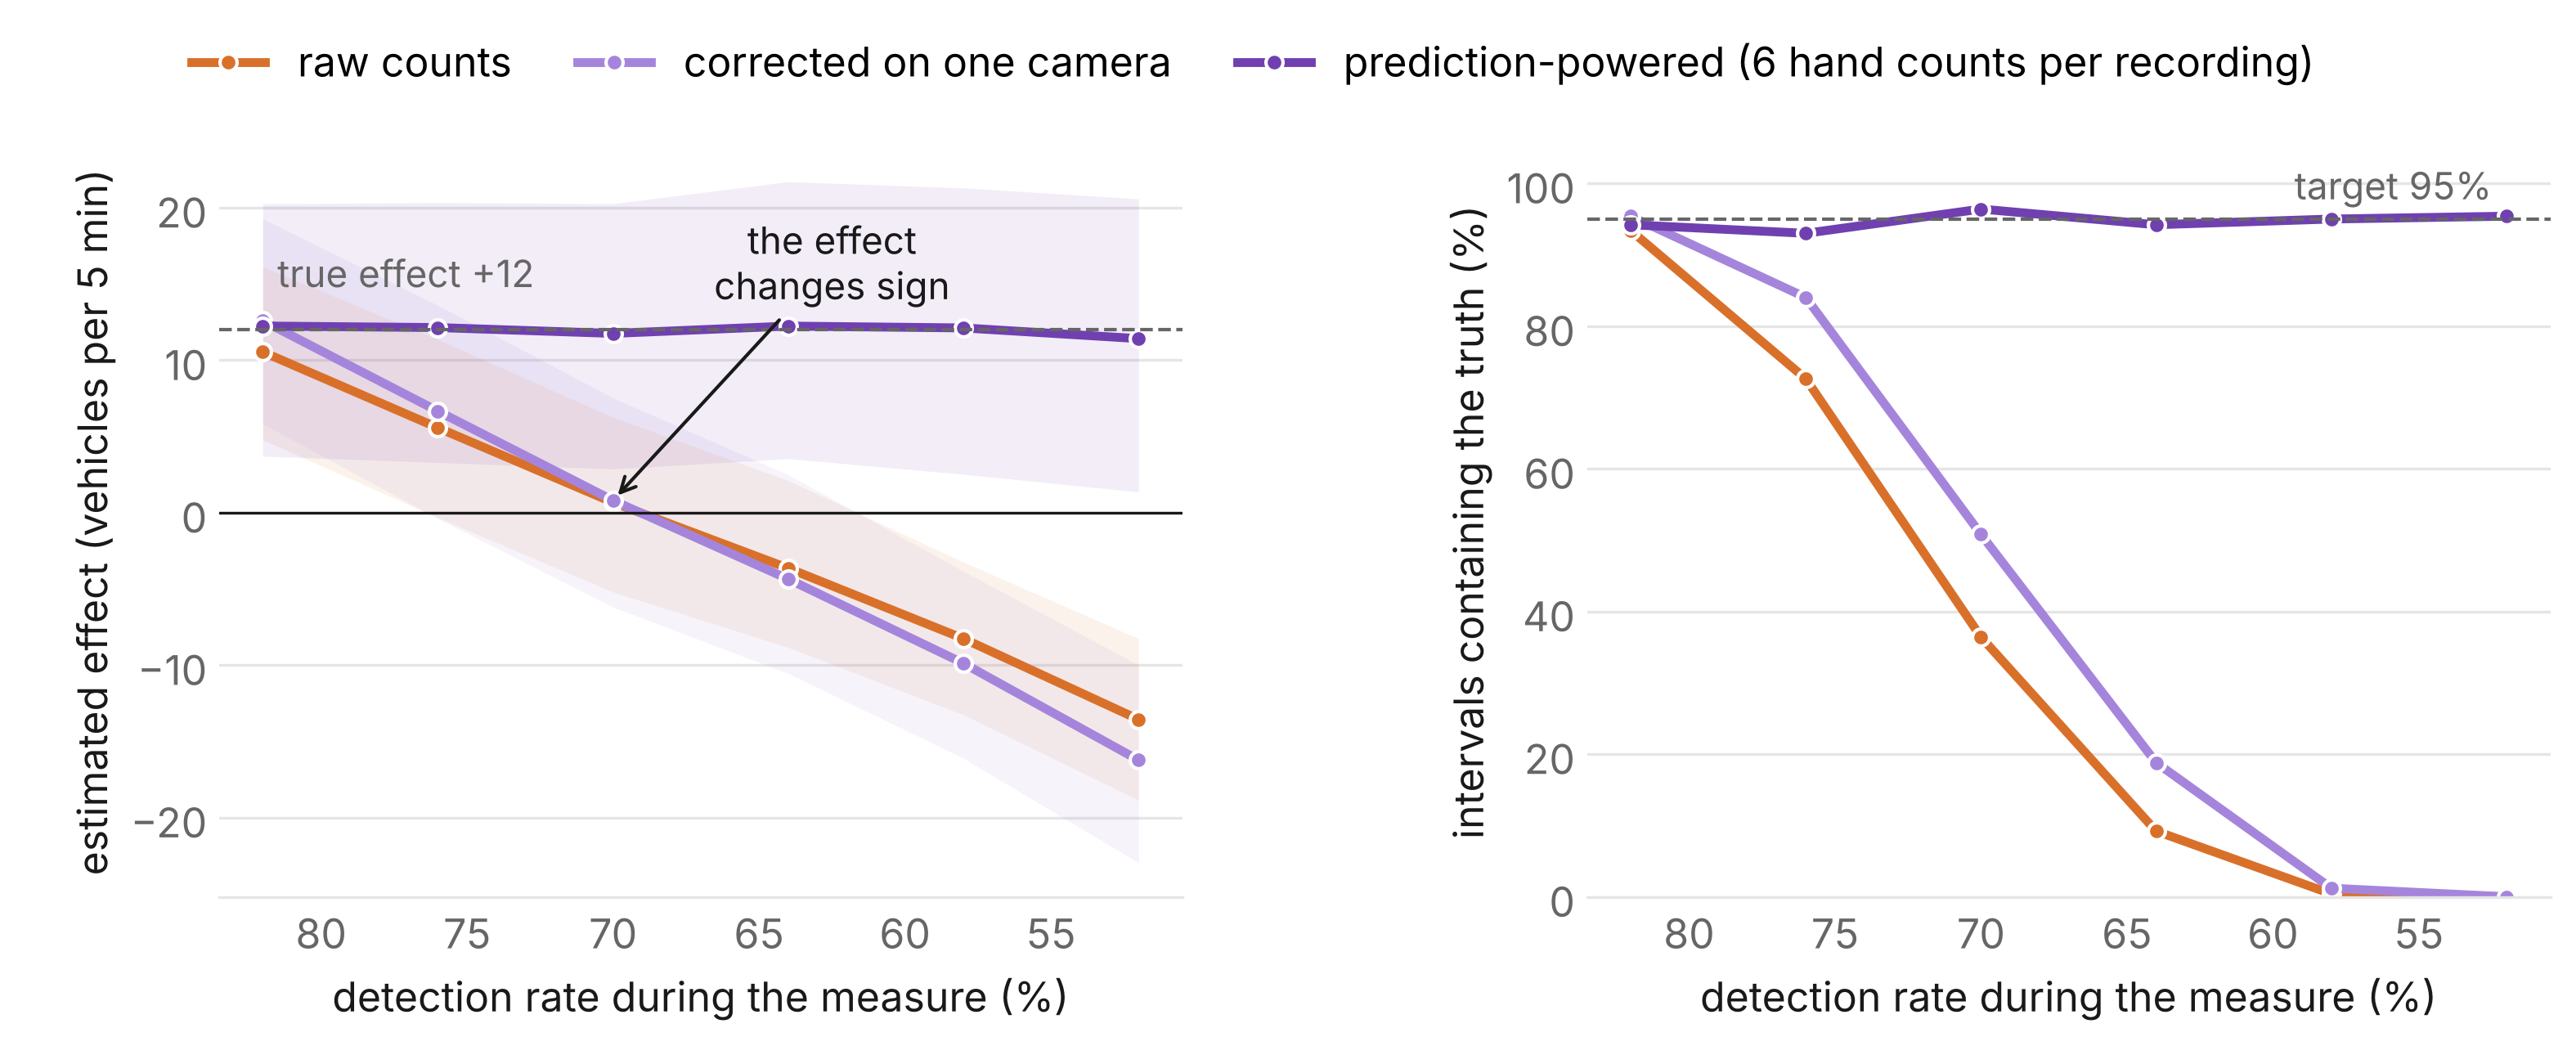 raw counts
corrected on one camera
prediction-powered (6 hand counts per recording)
estimated effect (vehicles per 5 min)
20
10
0
−10
−20
true effect +12
the effect
changes sign
80
75
70
65
60
55
detection rate during the measure (%)
intervals containing the truth (%)
100
80
60
40
20
0
target 95%
80
75
70
65
60
55
detection rate during the measure (%)